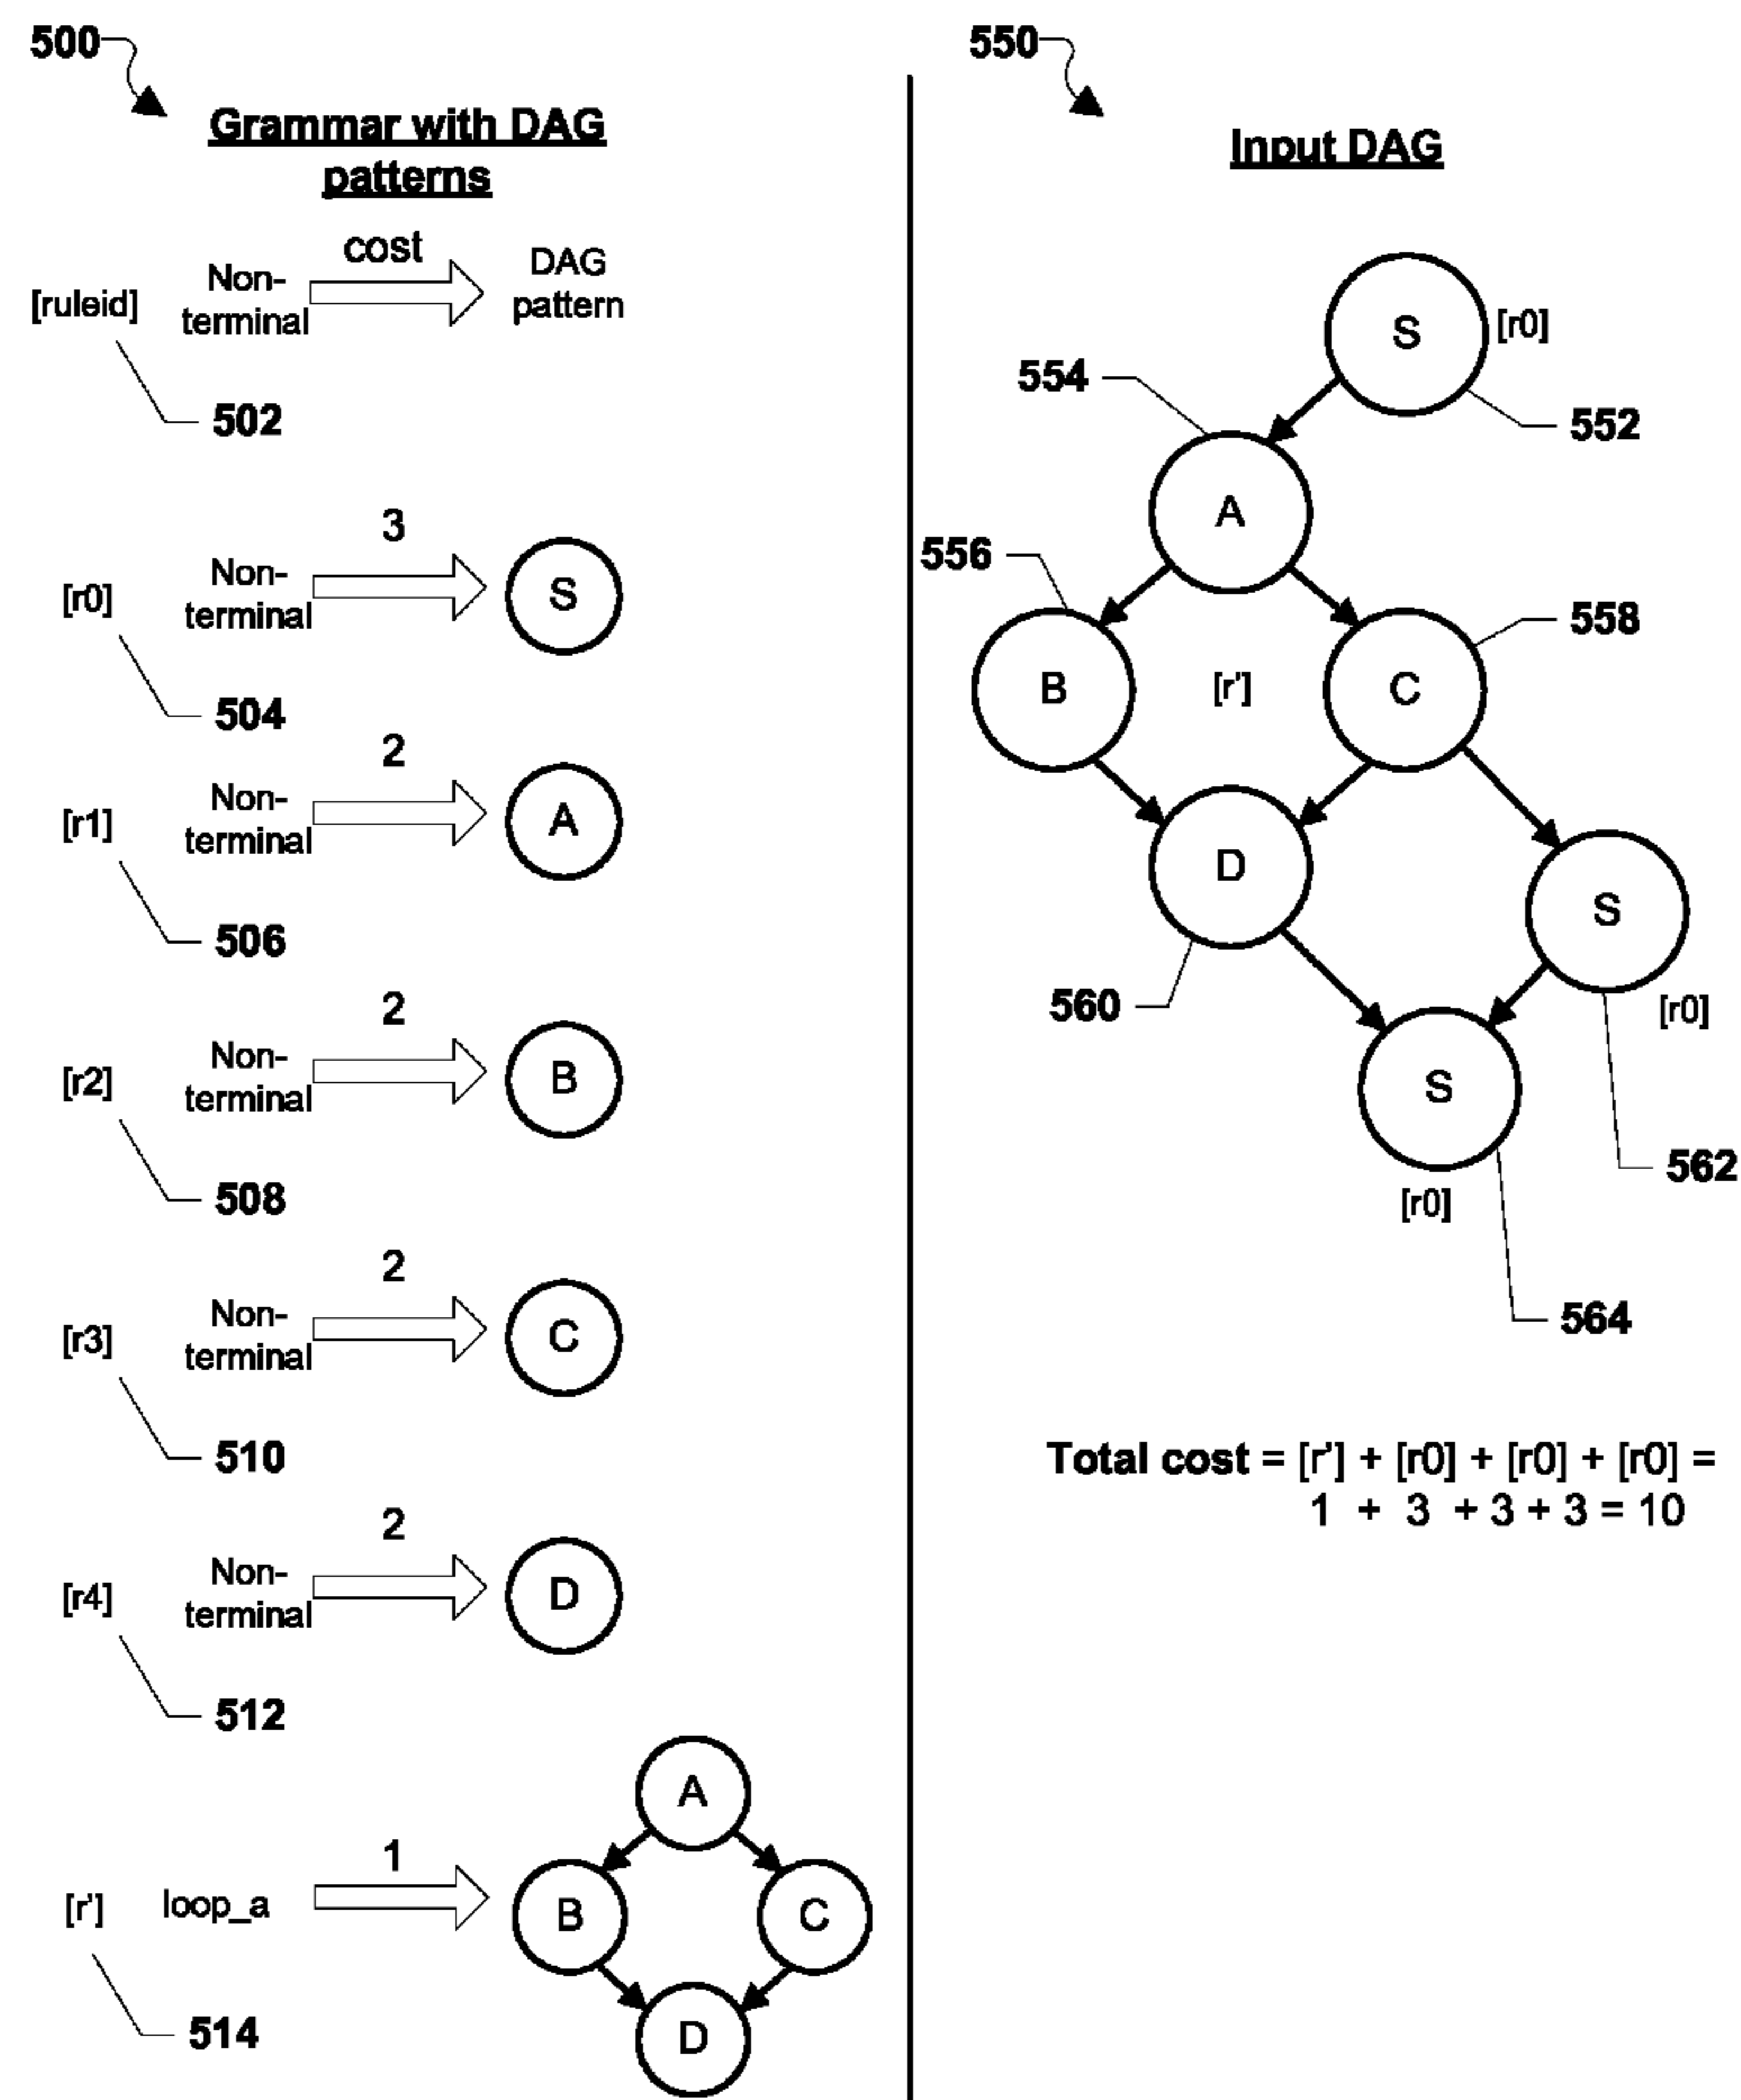 500
Grammar with DAG
patterns
cost
[ruleid]
Non-
terminal
DAG
pattern
502
3
[r0]
Non-
terminal
S
504
2
[r1]
Non-
terminal
A
506
2
[r2]
Non-
terminal
B
508
2
[r3]
Non-
terminal
C
510
2
[r4]
Non-
terminal
D
512
1
[r'] loop_a
A
B C
D
514
550
Input DAG
S [r0]
552
554
A
556
558
B [r'] C
D
S
560
[r0]
S
562
[r0]
564
Total cost = [r'] + [r0] + [r0] + [r0] =
1 + 3 + 3 + 3 = 10